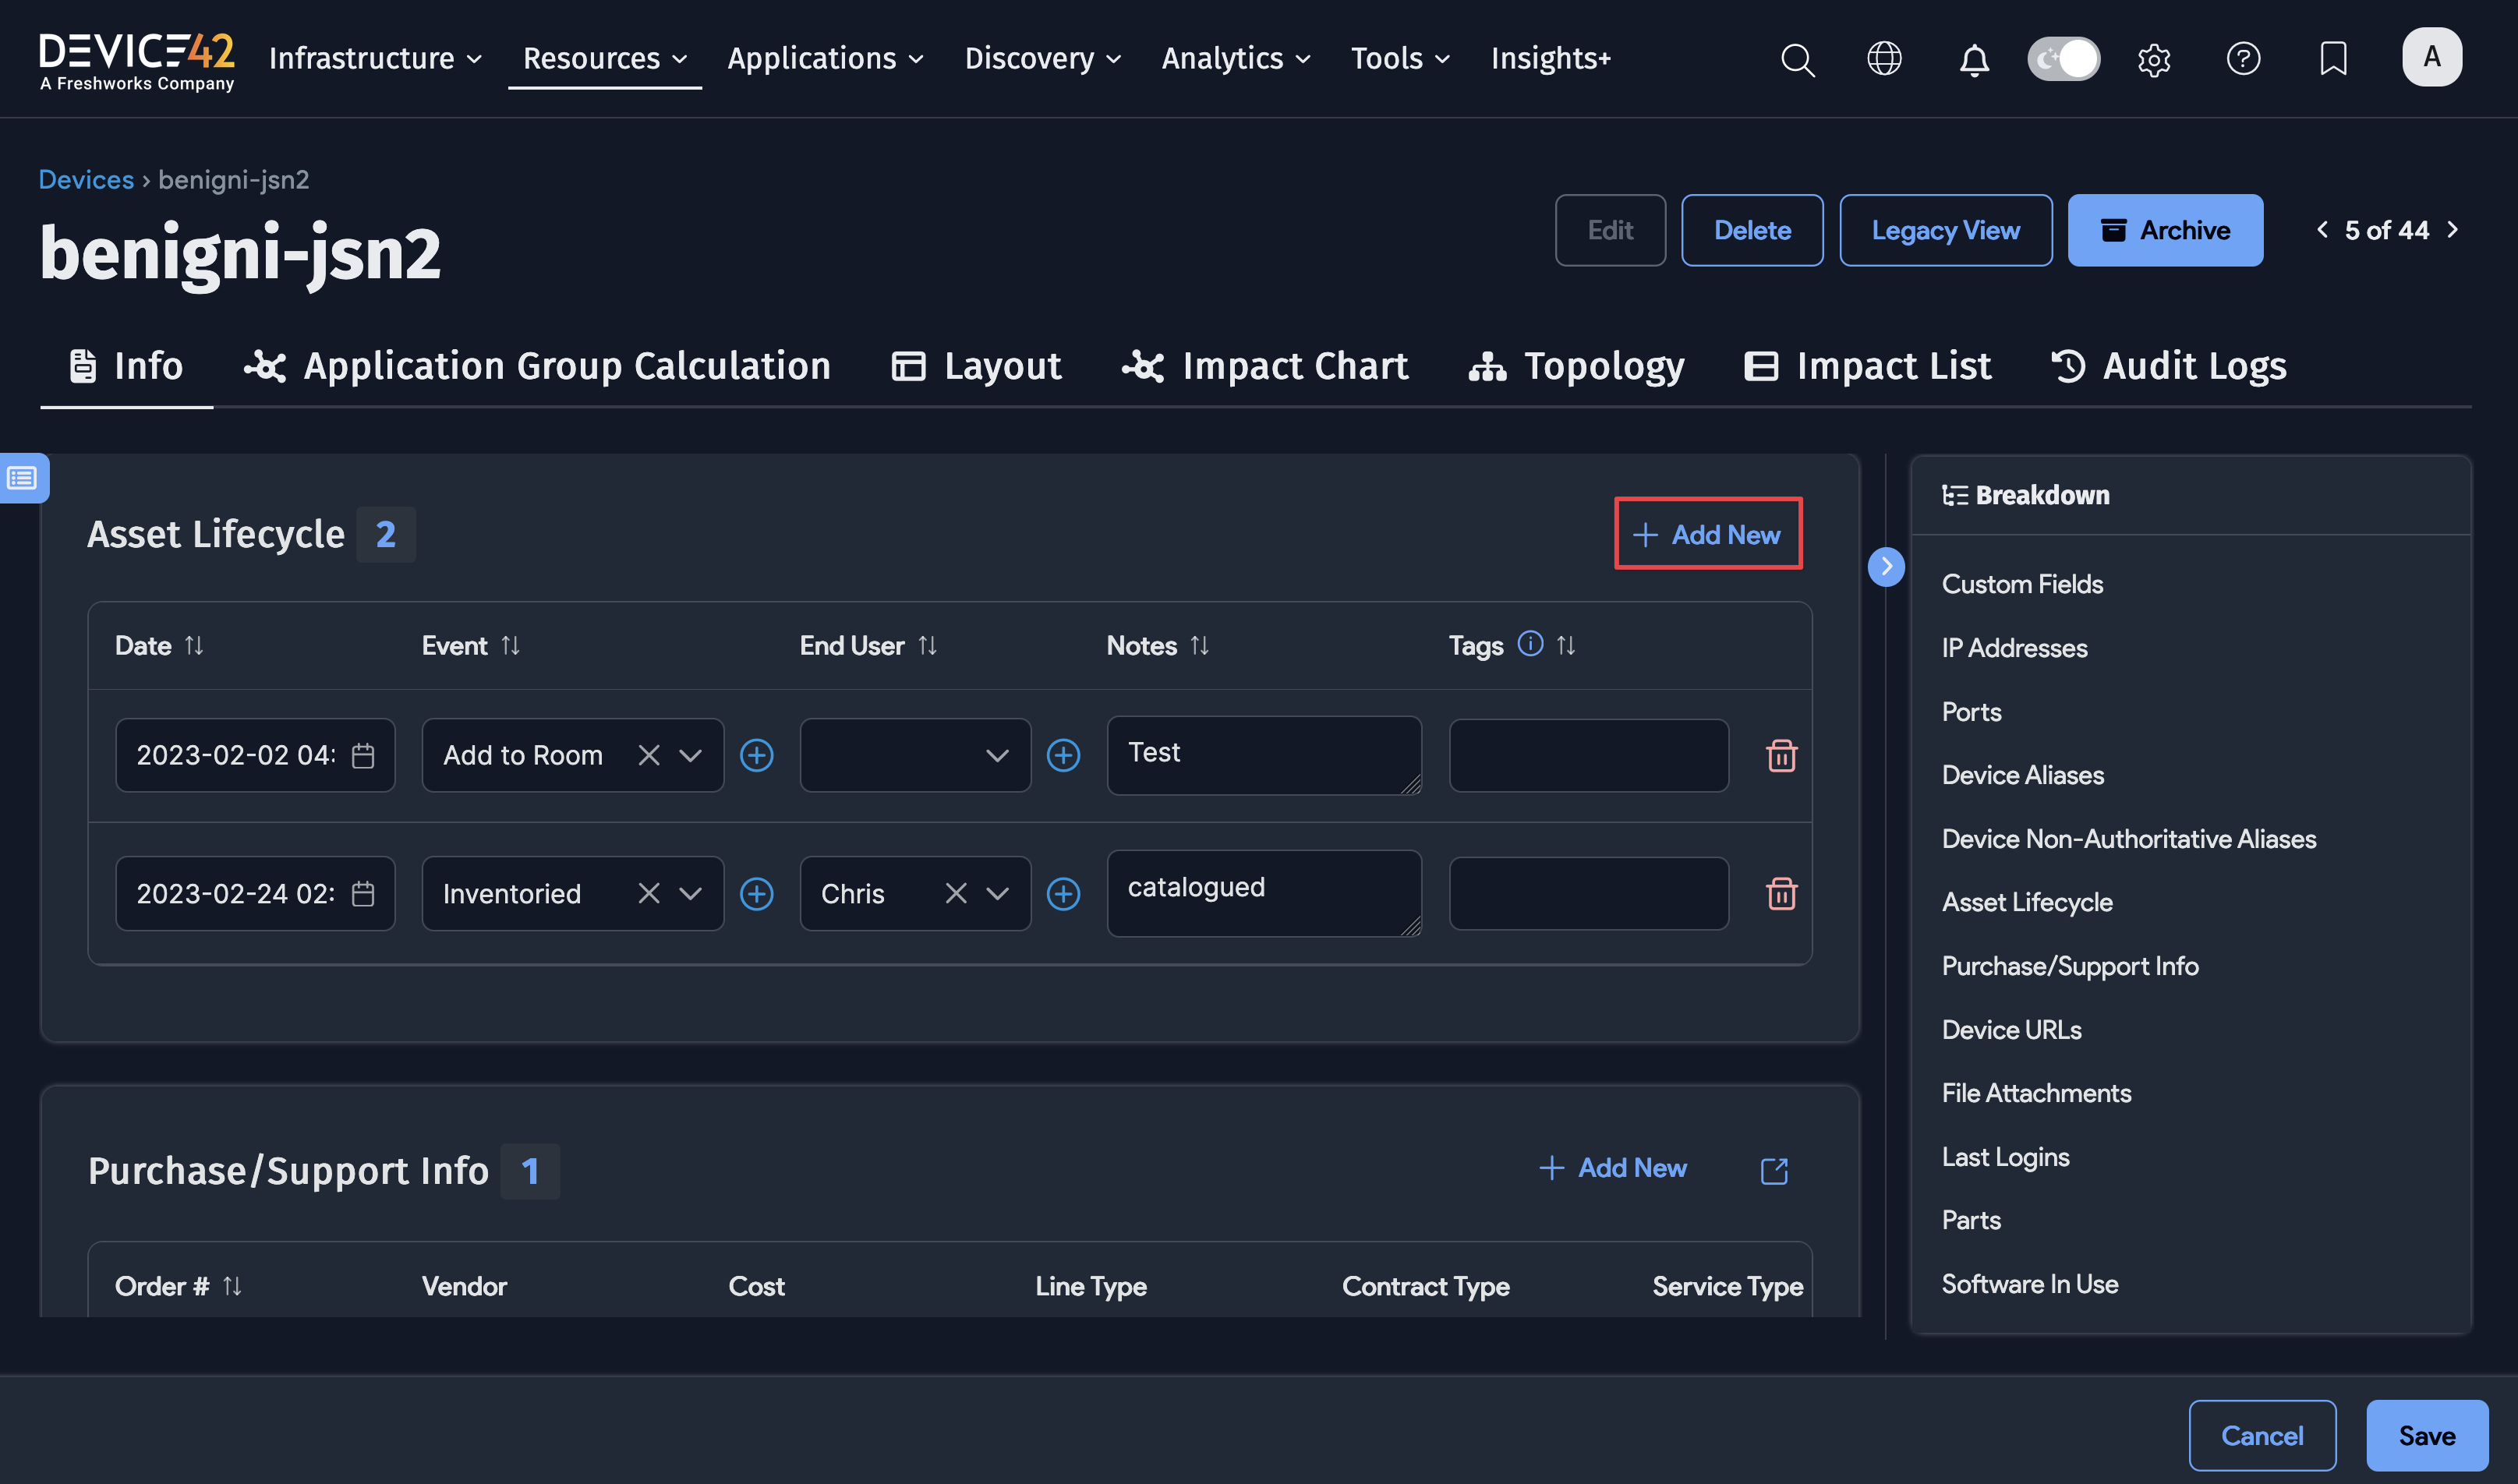 DEVICE42
A Freshworks Company
Infrastructure Resources Applications Discovery Analytics Tools Insights+
A
Devices › benigni-jsn2
benigni-jsn2
Edit Delete Legacy View Archive 5 of 44
Info Application Group Calculation Layout Impact Chart Topology Impact List Audit Logs
Asset Lifecycle 2
+ Add New
Date Event End User Notes Tags
2023-02-02 04: Add to Room Test
2023-02-24 02: Inventoried Chris catalogued
Purchase/Support Info 1
+ Add New
Order # Vendor Cost Line Type Contract Type Service Type
Breakdown
Custom Fields
IP Addresses
Ports
Device Aliases
Device Non-Authoritative Aliases
Asset Lifecycle
Purchase/Support Info
Device URLs
File Attachments
Last Logins
Parts
Software In Use
Cancel Save